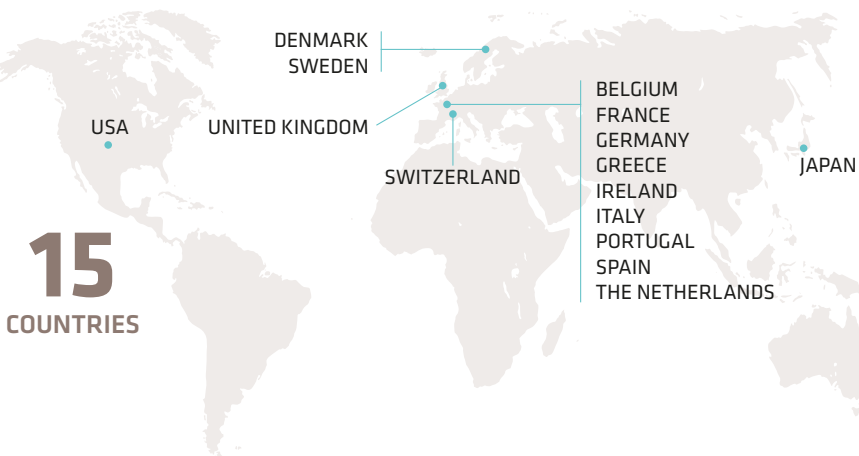 DENMARK
SWEDEN
USA
UNITED KINGDOM
SWITZERLAND
BELGIUM
FRANCE
GERMANY
GREECE
IRELAND
ITALY
PORTUGAL
SPAIN
THE NETHERLANDS
JAPAN
15
COUNTRIES